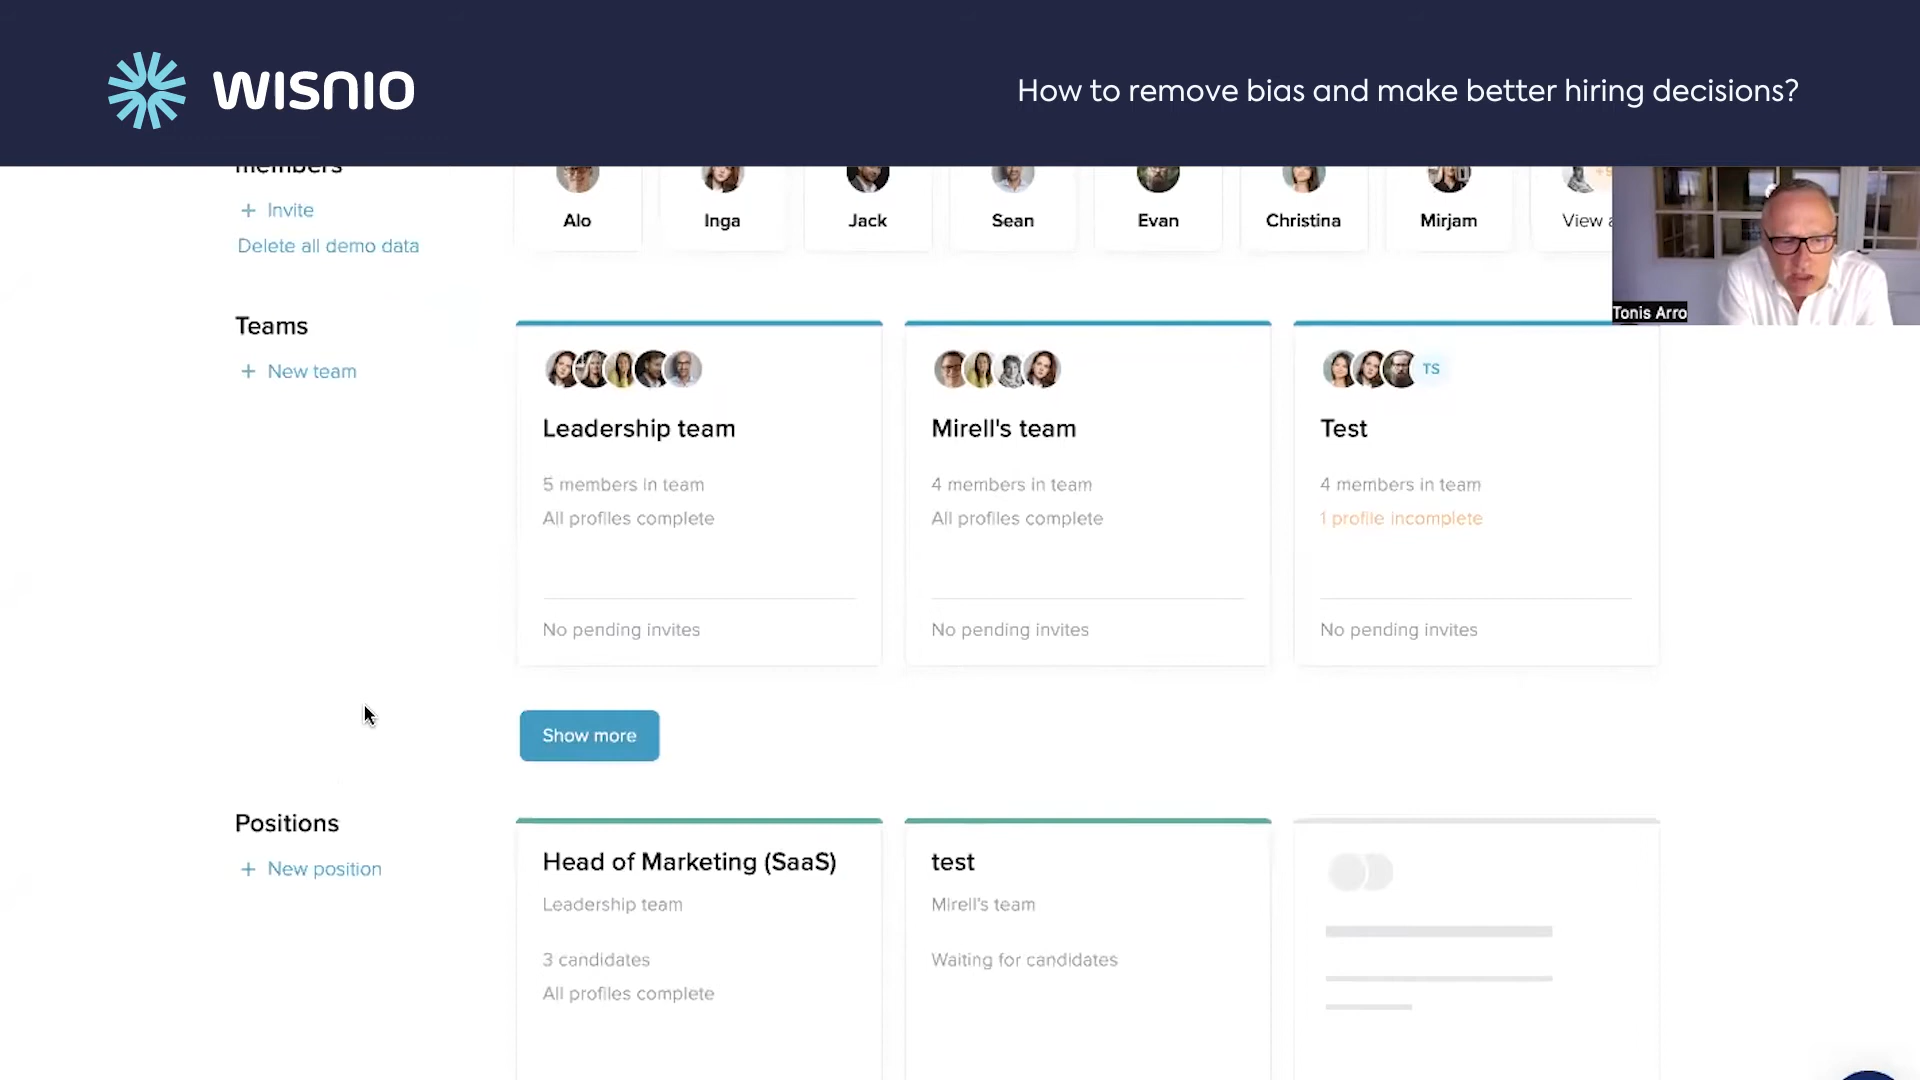 WISNIO
How to remove bias and make better hiring decisions?
members
+ Invite
Delete all demo data
Alo
Inga
Jack
Sean
Evan
Christina
Mirjam
View
Tonis Arro
Teams
+ New team
Leadership team
5 members in team
All profiles complete
No pending invites
Mirell's team
4 members in team
All profiles complete
No pending invites
TS
Test
4 members in team
1 profile incomplete
No pending invites
Show more
Positions
+ New position
Head of Marketing (SaaS)
Leadership team
3 candidates
All profiles complete
test
Mirell's team
Waiting for candidates